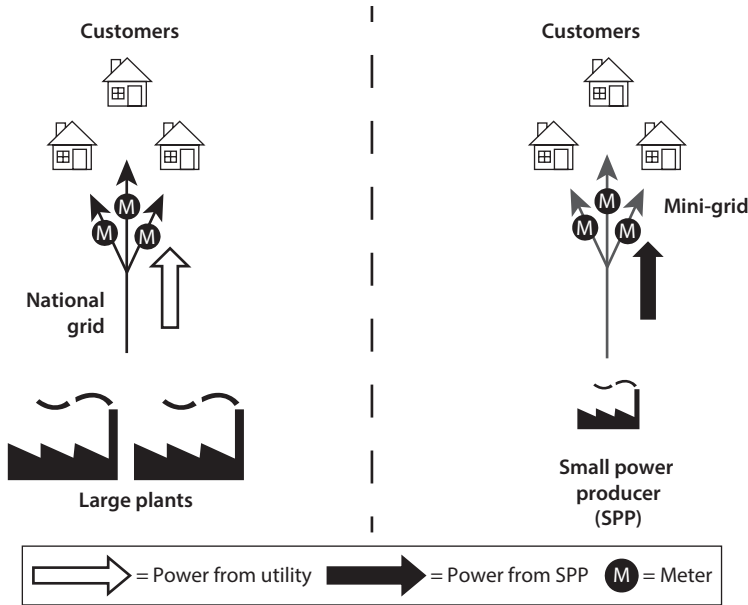 Customers
M
M
M
National
grid
Large plants
Customers
M
M
M
Mini-grid
Small power
producer
(SPP)
= Power from utility
= Power from SPP
M = Meter